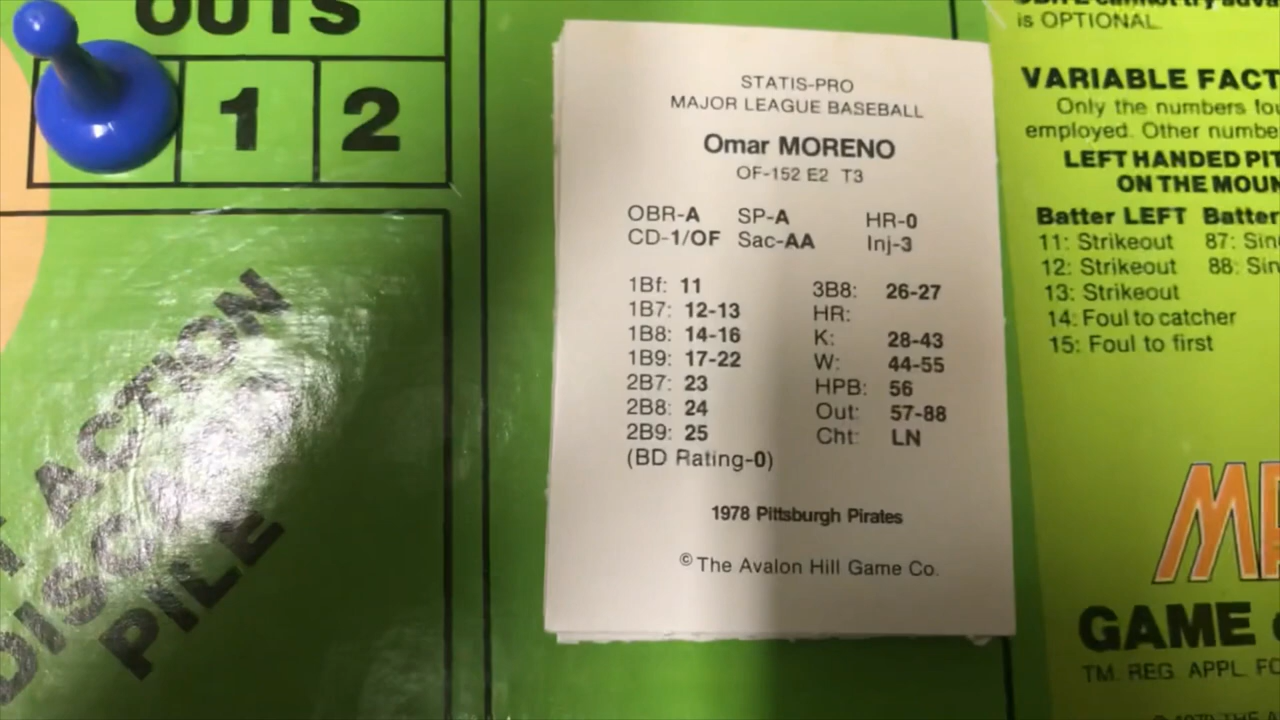 OUTS
1 2
ACTION
DISC
PILE
STATIS-PRO
MAJOR LEAGUE BASEBALL
Omar MORENO
OF-152 E2 T3
OBR-A SP-A HR-0
CD-1/OF Sac-AA Inj-3
1Bf: 11 3B8: 26-27
1B7: 12-13 HR:
1B8: 14-16 K: 28-43
1B9: 17-22 W: 44-55
2B7: 23 HPB: 56
2B8: 24 Out: 57-88
2B9: 25 Cht: LN
(BD Rating-0)
1978 Pittsburgh Pirates
© The Avalon Hill Game Co.
is OPTIONAL.
VARIABLE FACT
Only the numbers fou
employed. Other numbe
LEFT HANDED PIT
ON THE MOUN
Batter LEFT Batter
11: Strikeout 87: Sin
12: Strikeout 88: Sin
13: Strikeout
14: Foul to catcher
15: Foul to first
GAME
TM. REG. APPL. FO